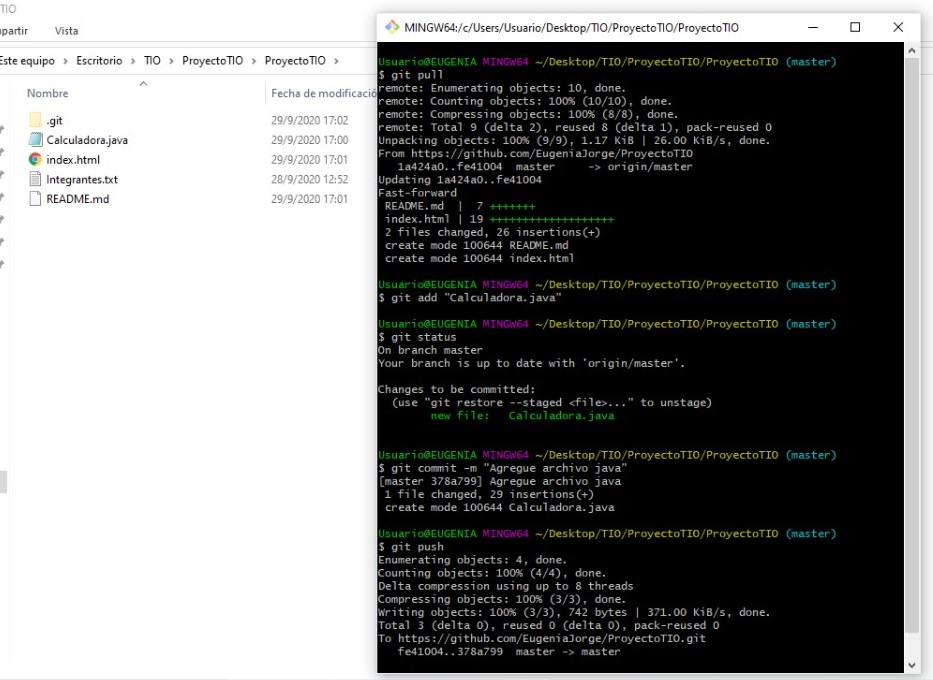 TIO
partir Vista
Este equipo > Escritorio > TIO > ProyectoTIO > ProyectoTIO >
Nombre Fecha de modificació
.git 29/9/2020 17:02
Calculadora.java 29/9/2020 17:00
index.html 29/9/2020 17:01
Integrantes.txt 28/9/2020 12:52
README.md 29/9/2020 17:01
MINGW64:/c/Users/Usuario/Desktop/TIO/ProyectoTIO/ProyectoTIO
Usuario@EUGENIA MINGW64 ~/Desktop/TIO/ProyectoTIO/ProyectoTIO (master)
$ git pull
remote: Enumerating objects: 10, done.
remote: Counting objects: 100% (10/10), done.
remote: Compressing objects: 100% (8/8), done.
remote: Total 9 (delta 2), reused 8 (delta 1), pack-reused 0
Unpacking objects: 100% (9/9), 1.17 KiB | 26.00 KiB/s, done.
From https://github.com/EugeniaJorge/ProyectoTIO
1a424a0..fe41004 master -> origin/master
Updating 1a424a0..fe41004
Fast-forward
README.md | 7 +++++++
index.html | 19 +++++++++++++++++++
2 files changed, 26 insertions(+)
create mode 100644 README.md
create mode 100644 index.html
Usuario@EUGENIA MINGW64 ~/Desktop/TIO/ProyectoTIO/ProyectoTIO (master)
$ git add "Calculadora.java"
Usuario@EUGENIA MINGW64 ~/Desktop/TIO/ProyectoTIO/ProyectoTIO (master)
$ git status
On branch master
Your branch is up to date with 'origin/master'.
Changes to be committed:
(use "git restore --staged <file>..." to unstage)
new file: Calculadora.java
Usuario@EUGENIA MINGW64 ~/Desktop/TIO/ProyectoTIO/ProyectoTIO (master)
$ git commit -m "Agregue archivo java"
[master 378a799] Agregue archivo java
1 file changed, 29 insertions(+)
create mode 100644 Calculadora.java
Usuario@EUGENIA MINGW64 ~/Desktop/TIO/ProyectoTIO/ProyectoTIO (master)
$ git push
Enumerating objects: 4, done.
Counting objects: 100% (4/4), done.
Delta compression using up to 8 threads
Compressing objects: 100% (3/3), done.
Writing objects: 100% (3/3), 742 bytes | 371.00 KiB/s, done.
Total 3 (delta 0), reused 0 (delta 0), pack-reused 0
To https://github.com/EugeniaJorge/ProyectoTIO.git
fe41004..378a799 master -> master